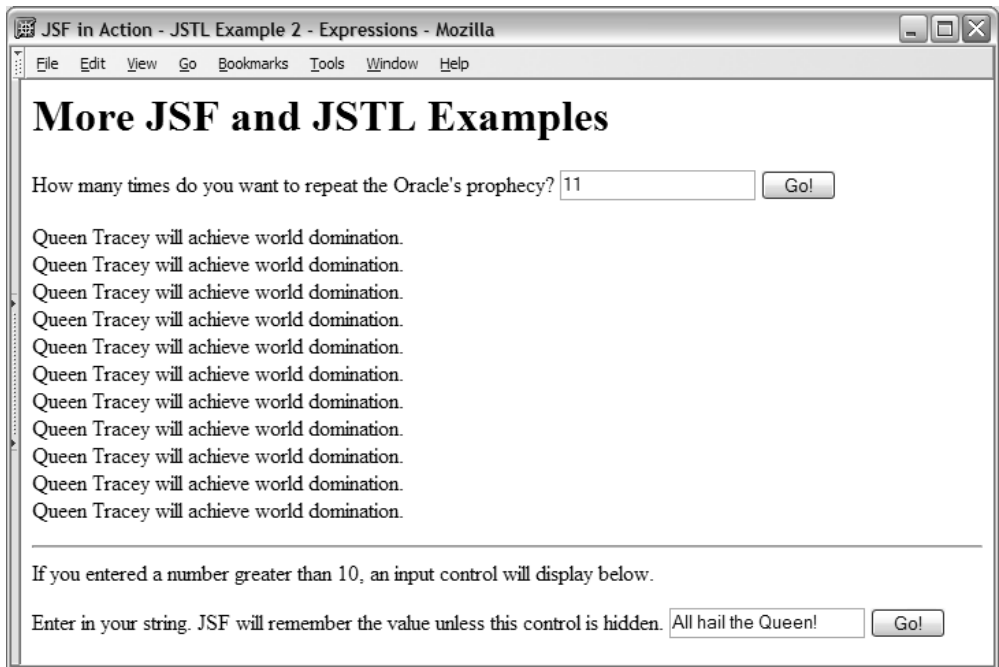 JSF in Action - JSTL Example 2 - Expressions - Mozilla
File Edit View Go Bookmarks Tools Window Help
More JSF and JSTL Examples
How many times do you want to repeat the Oracle's prophecy? 11 Go!
Queen Tracey will achieve world domination.
Queen Tracey will achieve world domination.
Queen Tracey will achieve world domination.
Queen Tracey will achieve world domination.
Queen Tracey will achieve world domination.
Queen Tracey will achieve world domination.
Queen Tracey will achieve world domination.
Queen Tracey will achieve world domination.
Queen Tracey will achieve world domination.
Queen Tracey will achieve world domination.
Queen Tracey will achieve world domination.
If you entered a number greater than 10, an input control will display below.
Enter in your string. JSF will remember the value unless this control is hidden. All hail the Queen! Go!